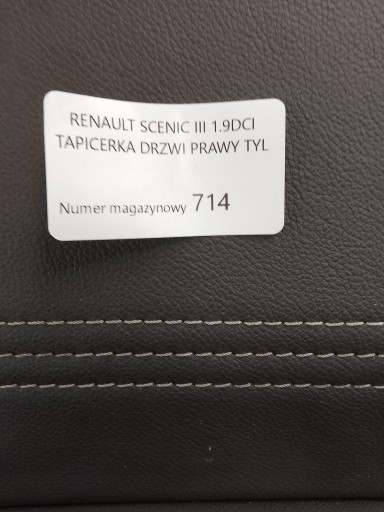 RENAULT SCENIC III 1.9DCI
TAPICERKA DRZWI PRAWY TYL
Numer magazynowy 714